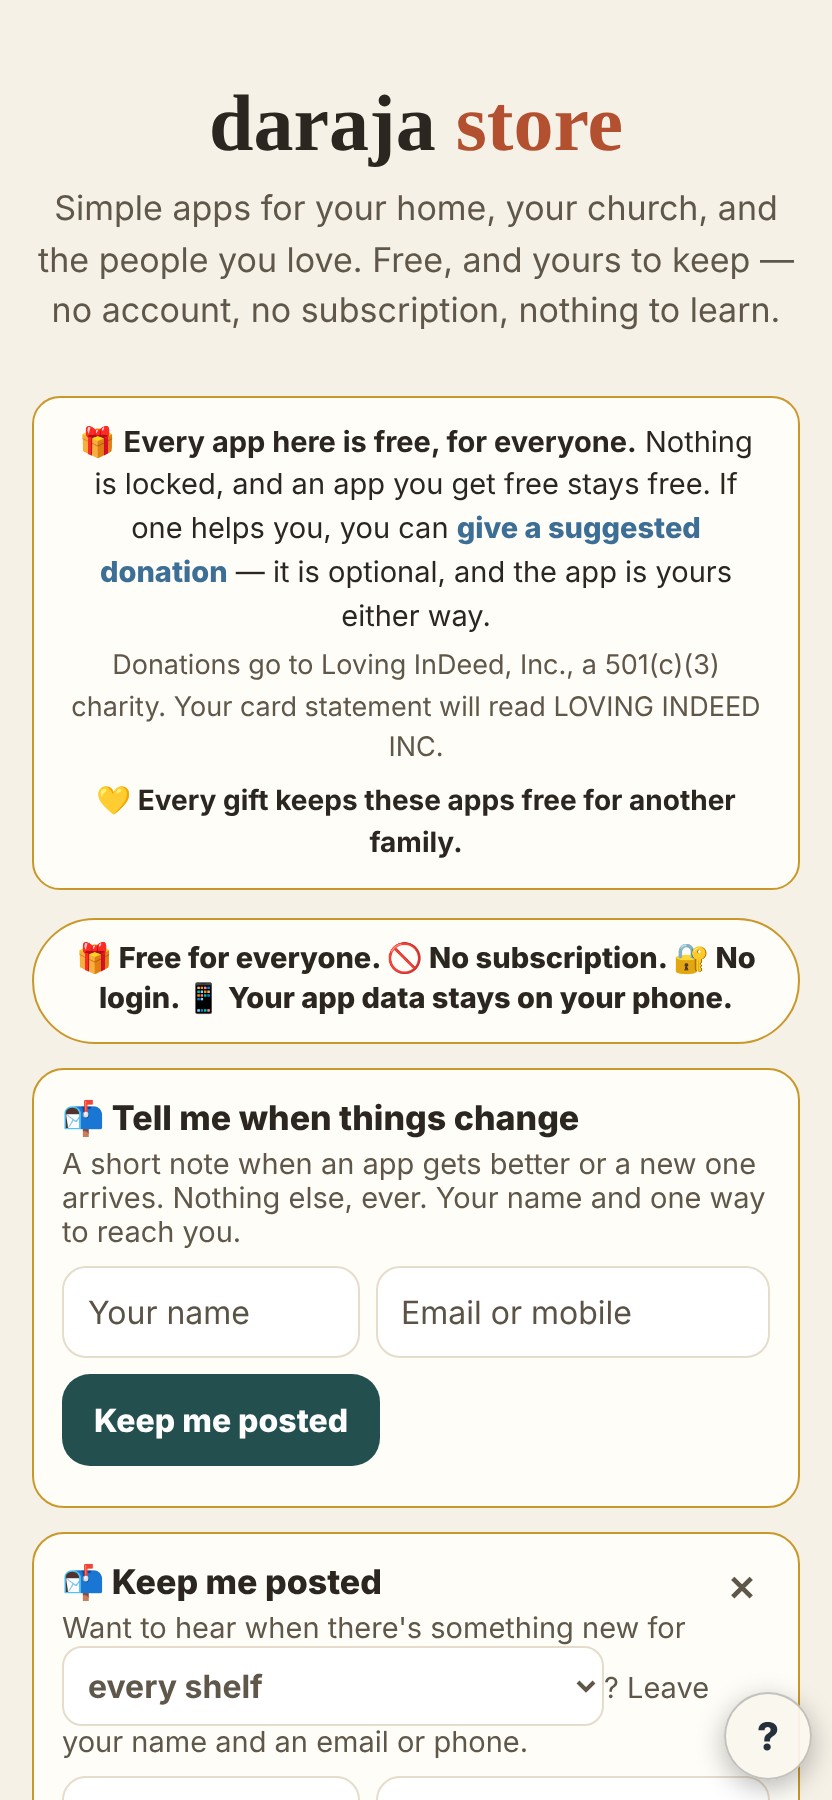 daraja store
Simple apps for your home, your church, and
the people you love. Free, and yours to keep —
no account, no subscription, nothing to learn.
🎁 Every app here is free, for everyone. Nothing
is locked, and an app you get free stays free. If
one helps you, you can give a suggested
donation — it is optional, and the app is yours
either way.
Donations go to Loving InDeed, Inc., a 501(c)(3)
charity. Your card statement will read LOVING INDEED
INC.
💛 Every gift keeps these apps free for another
family.
🎁 Free for everyone. 🚫 No subscription. 🔐 No
login. 📱 Your app data stays on your phone.
📬 Tell me when things change
A short note when an app gets better or a new one
arrives. Nothing else, ever. Your name and one way
to reach you.
Your name
Email or mobile
Keep me posted
📬 Keep me posted
✕
Want to hear when there's something new for
every shelf
? Leave
your name and an email or phone.
?